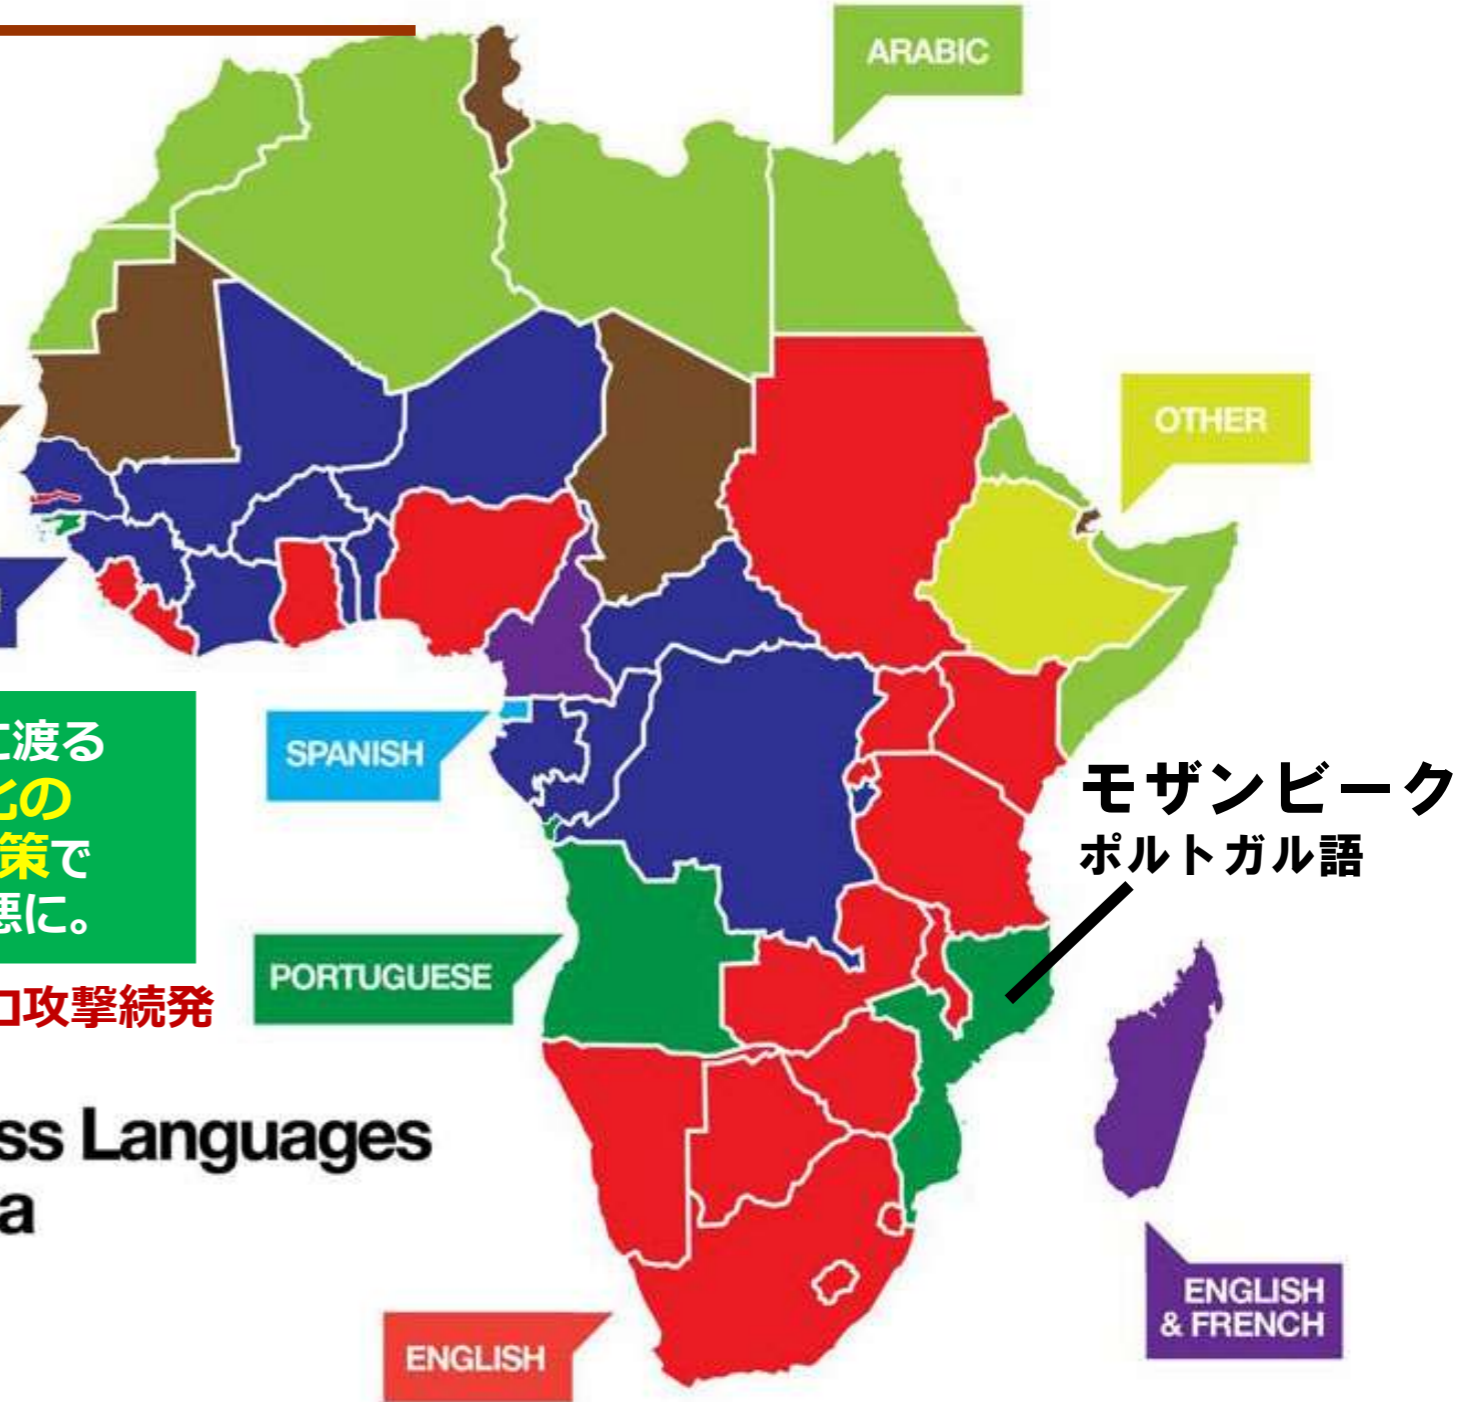 ARABIC
OTHER
に渡る
化の
策で
悪に。
SPANISH
モザンビーク
ポルトガル語
PORTUGUESE
ロ攻撃続発
ss Languages
a
ENGLISH
& FRENCH
ENGLISH